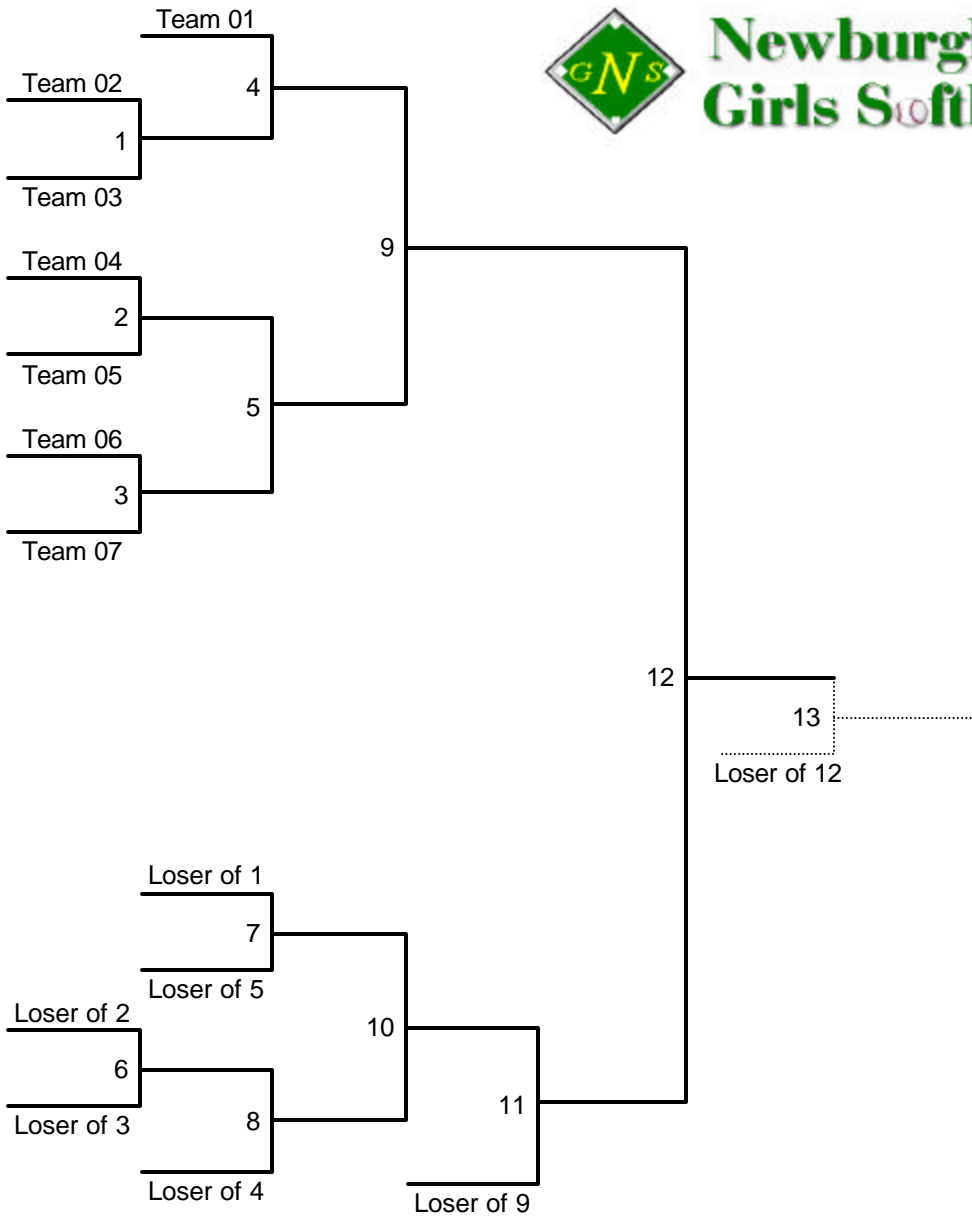 Team 01
GNS
Girls
Team 02
4
1
Team 03
Team 04
9
2
Team 05
5
Team 06
3
Team 07
12
13
Loser of 12
Loser of 1
7
Loser of 5
Loser of 2
10
6
11
Loser of 3
8
Loser of 4
Loser of 9